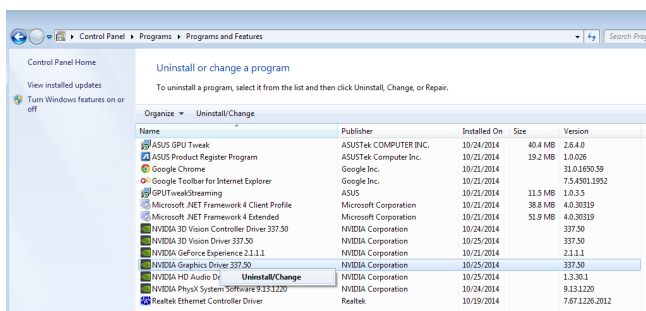 Control Panel ▸ Programs ▸ Programs and Features
Search Prog
Control Panel Home
View installed updates
Turn Windows features on or
off
Uninstall or change a program
To uninstall a program, select it from the list and then click Uninstall, Change, or Repair.
Organize Uninstall/Change
Name Publisher Installed On Size Version
ASUS GPU Tweak ASUSTek COMPUTER INC. 10/24/2014 40.4 MB 2.6.4.0
ASUS Product Register Program ASUSTek Computer Inc. 10/21/2014 19.2 MB 1.0.026
Google Chrome Google Inc. 10/21/2014 31.0.1650.59
Google Toolbar for Internet Explorer Google Inc. 10/21/2014 7.5.4501.1952
GPUTweakStreaming ASUS 10/21/2014 11.5 MB 1.0.3.5
Microsoft .NET Framework 4 Client Profile Microsoft Corporation 10/21/2014 38.8 MB 4.0.30319
Microsoft .NET Framework 4 Extended Microsoft Corporation 10/21/2014 51.9 MB 4.0.30319
NVIDIA 3D Vision Controller Driver 337.50 NVIDIA Corporation 10/24/2014 337.50
NVIDIA 3D Vision Driver 337.50 NVIDIA Corporation 10/25/2014 337.50
NVIDIA GeForce Experience 2.1.1.1 NVIDIA Corporation 10/21/2014 2.1.1.1
NVIDIA Graphics Driver 337.50 NVIDIA Corporation 10/25/2014 337.50
NVIDIA HD Audio Dr Uninstall/Change NVIDIA Corporation 10/25/2014 1.3.30.1
NVIDIA PhysX System Software 9.13.1220 NVIDIA Corporation 10/24/2014 9.13.1220
Realtek Ethernet Controller Driver Realtek 10/19/2014 7.67.1226.2012